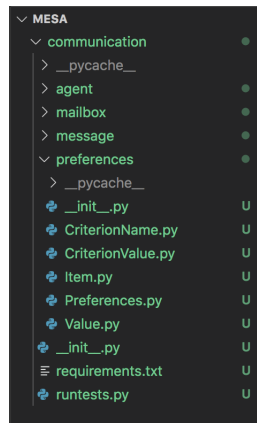 MESA
communication
__pycache__
agent
mailbox
message
preferences
__pycache__
__init__.py
CriterionName.py U
CriterionValue.py U
Item.py U
Preferences.py U
Value.py U
__init__.py U
requirements.txt U
runtests.py U